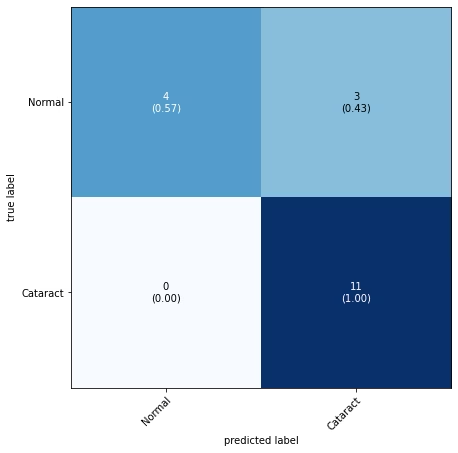 Normal
4
(0.57)
3
(0.43)
true label
Cataract
0
(0.00)
11
(1.00)
Normal
Cataract
predicted label